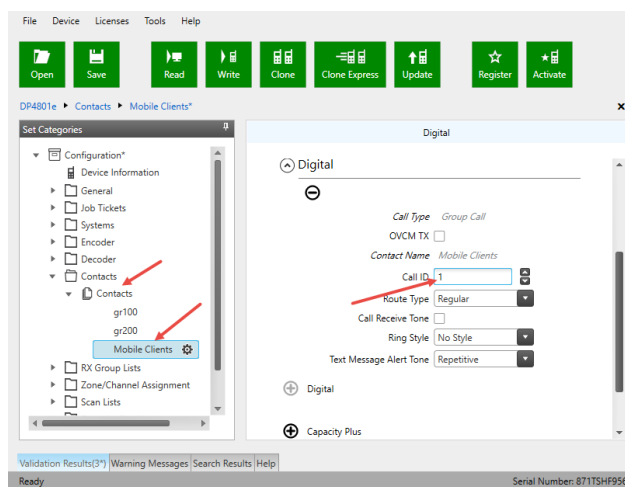 File Device Licenses Tools Help
Open Save Read Write Clone Clone Express Update Register Activate
DP4801e Contacts Mobile Clients*
Set Categories
Configuration*
Device Information
General
Job Tickets
Systems
Encoder
Decoder
Contacts
Contacts
gr100
gr200
Mobile Clients
RX Group Lists
Zone/Channel Assignment
Scan Lists
Digital
Digital
Call Type Group Call
OVCM TX
Contact Name Mobile Clients
Call ID 1
Route Type Regular
Call Receive Tone
Ring Style No Style
Text Message Alert Tone Repetitive
Digital
Capacity Plus
Validation Results(3*) Warning Messages Search Results Help
Ready Serial Number: 871TSHF956